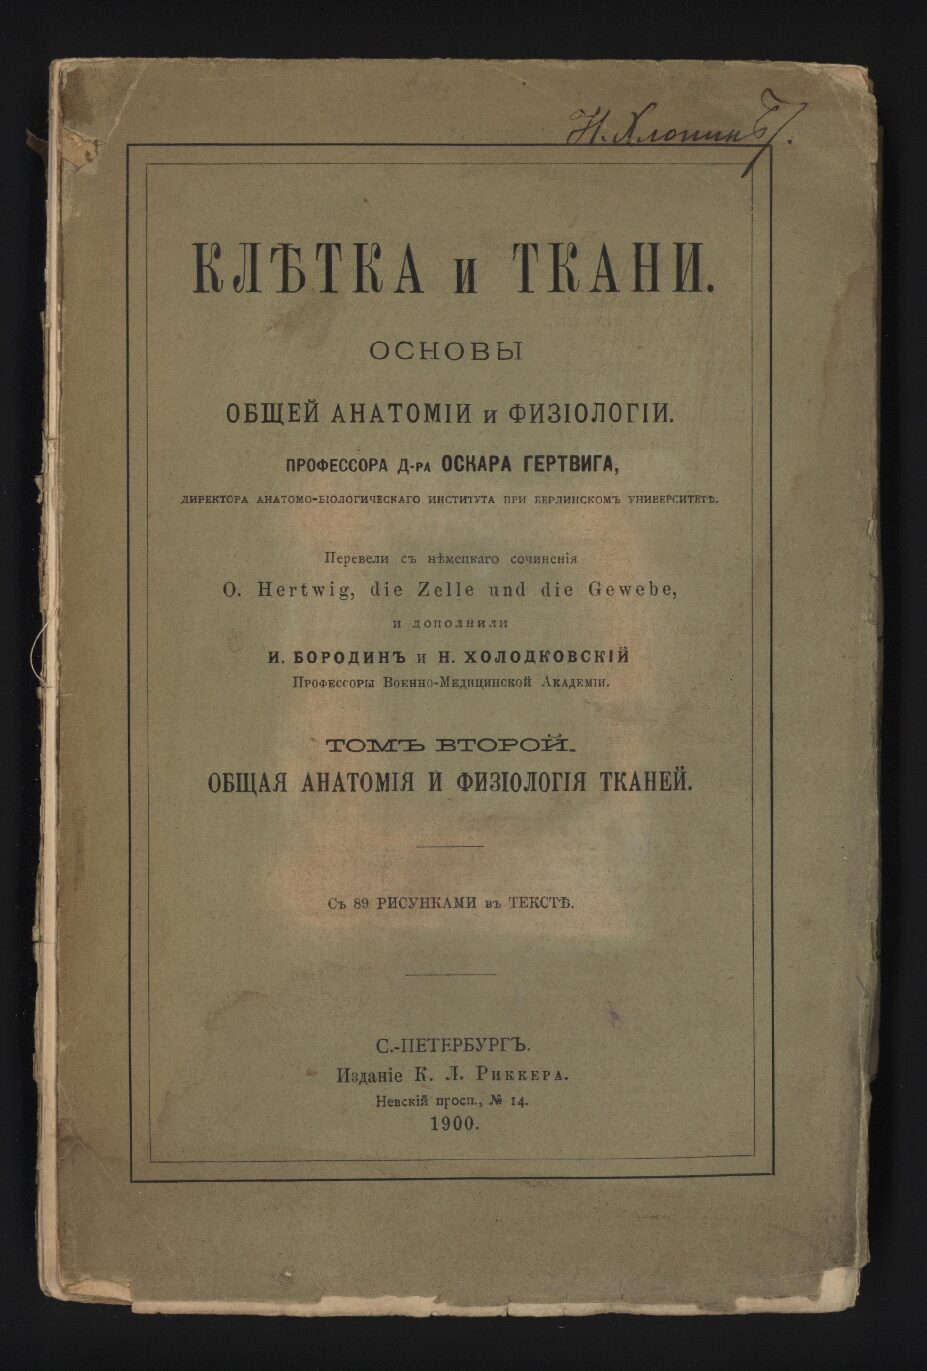 Н. Хлопинъ.
КЛѢТКА и ТКАНИ.
ОСНОВЫ
ОБЩЕЙ АНАТОМІИ и ФИЗІОЛОГІИ.
ПРОФЕССОРА Д-РА ОСКАРА ГЕРТВИГА,
ДИРЕКТОРА АНАТОМО-БІОЛОГИЧЕСКАГО ИНСТИТУТА ПРИ БЕРЛИНСКОМЪ УНИВЕРСИТЕТѢ.
Перевели съ нѣмецкаго сочиненія
O. Hertwig, die Zelle und die Gewebe,
и дополнили
И. БОРОДИНЪ и Н. ХОЛОДКОВСКІЙ
Профессоры Военно-Медицинской Академіи.
ТОМЪ ВТОРОЙ.
ОБЩАЯ АНАТОМІЯ И ФИЗІОЛОГІЯ ТКАНЕЙ.
Съ 89 РИСУНКАМИ въ ТЕКСТѢ.
С.-ПЕТЕРБУРГЪ.
Изданіе К. Л. Риккера.
Невскій просп., № 14.
1900.